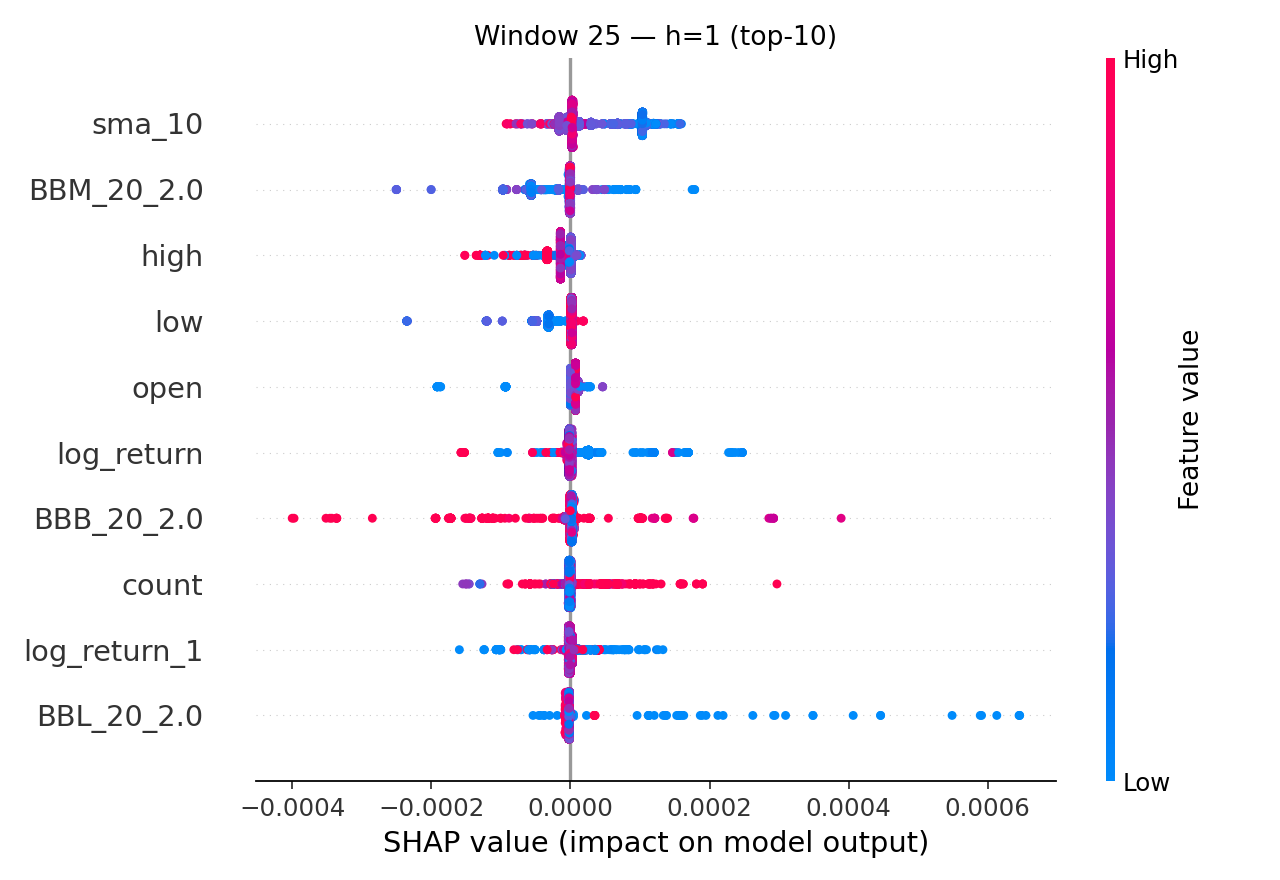 Window 25 — h=1 (top-10)
High
sma_10
BBM_20_2.0
high
low
open
log_return
BBB_20_2.0
count
log_return_1
BBL_20_2.0
Feature value
Low
−0.0004 −0.0002 0.0000 0.0002 0.0004 0.0006
SHAP value (impact on model output)